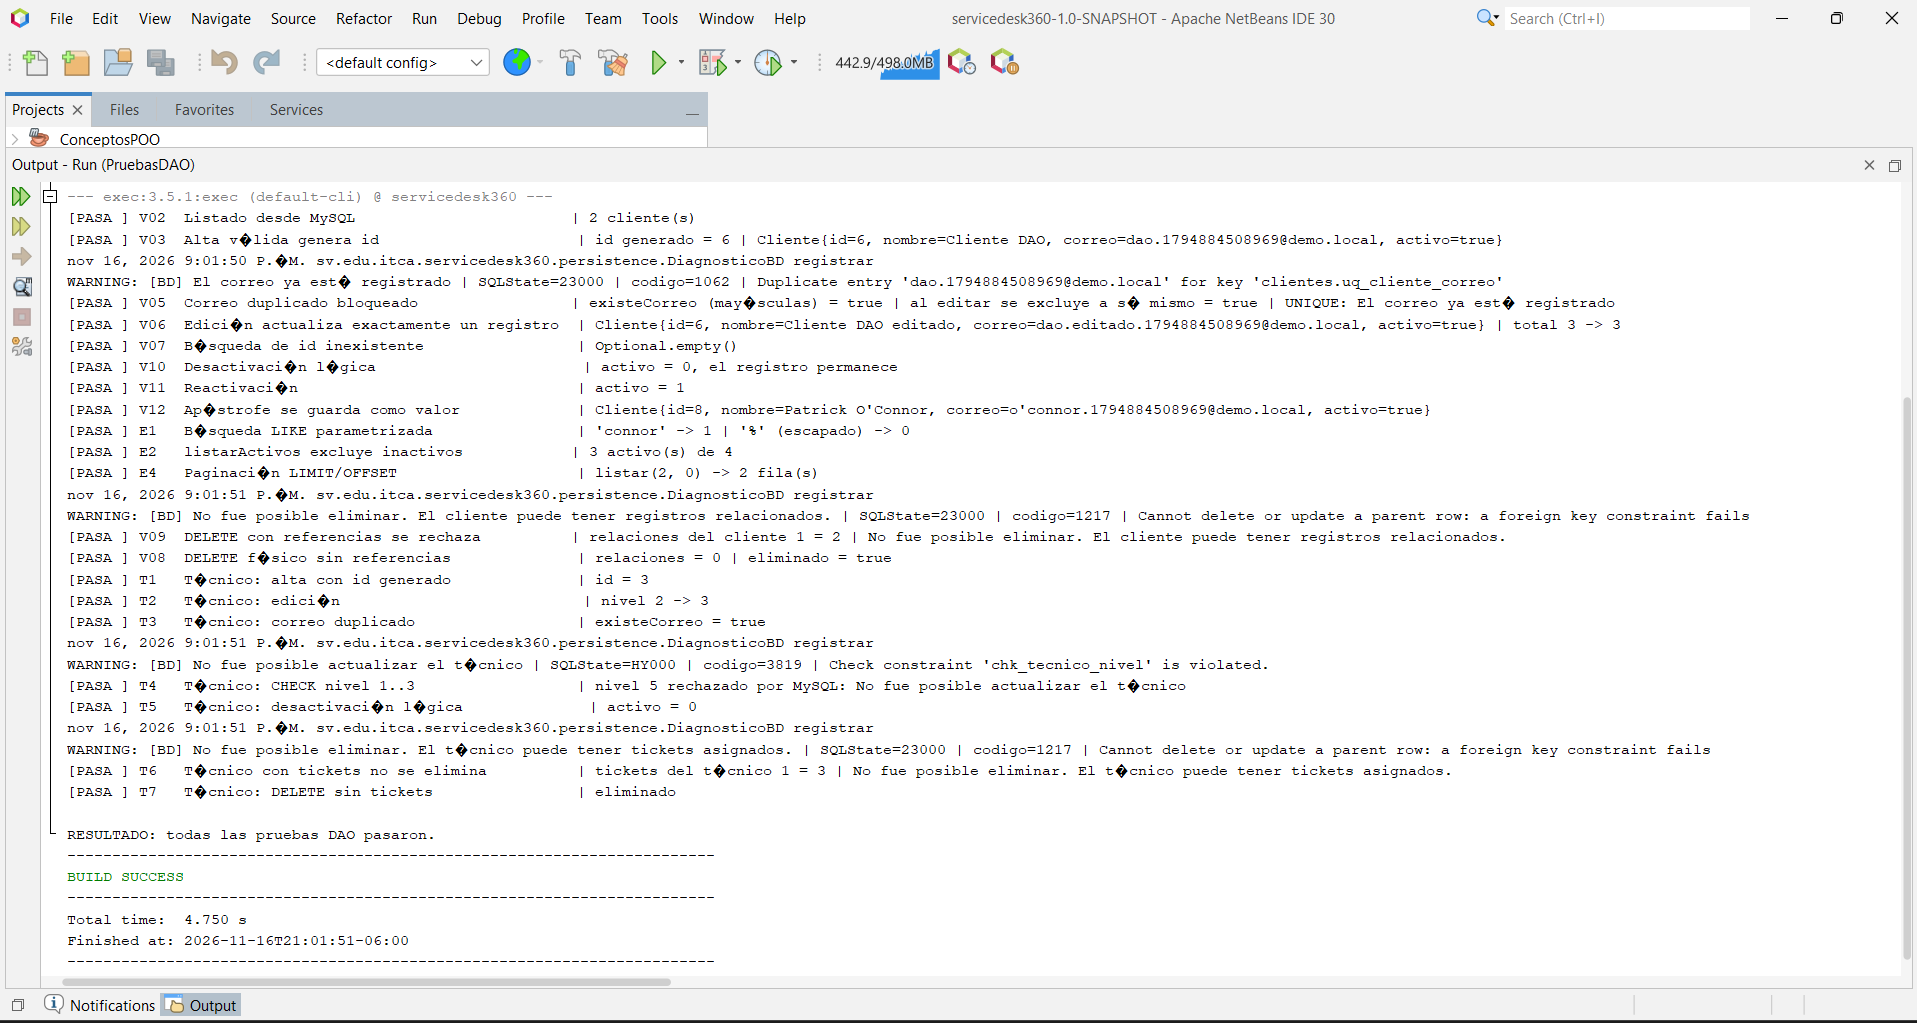 File Edit View Navigate Source Refactor Run Debug Profile Team Tools Window Help
servicedesk360-1.0-SNAPSHOT - Apache NetBeans IDE 30
Search (Ctrl+I)
<default config>
442.9/498.0MB
Projects Files Favorites Services
ConceptosPOO
Output - Run (PruebasDAO)
--- exec:3.5.1:exec (default-cli) @ servicedesk360 ---
[PASA ] V02 Listado desde MySQL | 2 cliente(s)
[PASA ] V03 Alta v�lida genera id | id generado = 6 | Cliente{id=6, nombre=Cliente DAO, correo=dao.1794884508969@demo.local, activo=true}
nov 16, 2026 9:01:50 P.�M. sv.edu.itca.servicedesk360.persistence.DiagnosticoBD registrar
WARNING: [BD] El correo ya est� registrado | SQLState=23000 | codigo=1062 | Duplicate entry 'dao.1794884508969@demo.local' for key 'clientes.uq_cliente_correo'
[PASA ] V05 Correo duplicado bloqueado | existeCorreo (may�sculas) = true | al editar se excluye a s� mismo = true | UNIQUE: El correo ya est� registrado
[PASA ] V06 Edici�n actualiza exactamente un registro | Cliente{id=6, nombre=Cliente DAO editado, correo=dao.editado.1794884508969@demo.local, activo=true} | total 3 -> 3
[PASA ] V07 B�squeda de id inexistente | Optional.empty()
[PASA ] V10 Desactivaci�n l�gica | activo = 0, el registro permanece
[PASA ] V11 Reactivaci�n | activo = 1
[PASA ] V12 Ap�strofe se guarda como valor | Cliente{id=8, nombre=Patrick O'Connor, correo=o'connor.1794884508969@demo.local, activo=true}
[PASA ] E1 B�squeda LIKE parametrizada | 'connor' -> 1 | '%' (escapado) -> 0
[PASA ] E2 listarActivos excluye inactivos | 3 activo(s) de 4
[PASA ] E4 Paginaci�n LIMIT/OFFSET | listar(2, 0) -> 2 fila(s)
nov 16, 2026 9:01:51 P.�M. sv.edu.itca.servicedesk360.persistence.DiagnosticoBD registrar
WARNING: [BD] No fue posible eliminar. El cliente puede tener registros relacionados. | SQLState=23000 | codigo=1217 | Cannot delete or update a parent row: a foreign key constraint fails
[PASA ] V09 DELETE con referencias se rechaza | relaciones del cliente 1 = 2 | No fue posible eliminar. El cliente puede tener registros relacionados.
[PASA ] V08 DELETE f�sico sin referencias | relaciones = 0 | eliminado = true
[PASA ] T1 T�cnico: alta con id generado | id = 3
[PASA ] T2 T�cnico: edici�n | nivel 2 -> 3
[PASA ] T3 T�cnico: correo duplicado | existeCorreo = true
nov 16, 2026 9:01:51 P.�M. sv.edu.itca.servicedesk360.persistence.DiagnosticoBD registrar
WARNING: [BD] No fue posible actualizar el t�cnico | SQLState=HY000 | codigo=3819 | Check constraint 'chk_tecnico_nivel' is violated.
[PASA ] T4 T�cnico: CHECK nivel 1..3 | nivel 5 rechazado por MySQL: No fue posible actualizar el t�cnico
[PASA ] T5 T�cnico: desactivaci�n l�gica | activo = 0
nov 16, 2026 9:01:51 P.�M. sv.edu.itca.servicedesk360.persistence.DiagnosticoBD registrar
WARNING: [BD] No fue posible eliminar. El t�cnico puede tener tickets asignados. | SQLState=23000 | codigo=1217 | Cannot delete or update a parent row: a foreign key constraint fails
[PASA ] T6 T�cnico con tickets no se elimina | tickets del t�cnico 1 = 3 | No fue posible eliminar. El t�cnico puede tener tickets asignados.
[PASA ] T7 T�cnico: DELETE sin tickets | eliminado
RESULTADO: todas las pruebas DAO pasaron.
------------------------------------------------------------------------
BUILD SUCCESS
------------------------------------------------------------------------
Total time: 4.750 s
Finished at: 2026-11-16T21:01:51-06:00
------------------------------------------------------------------------
Notifications Output